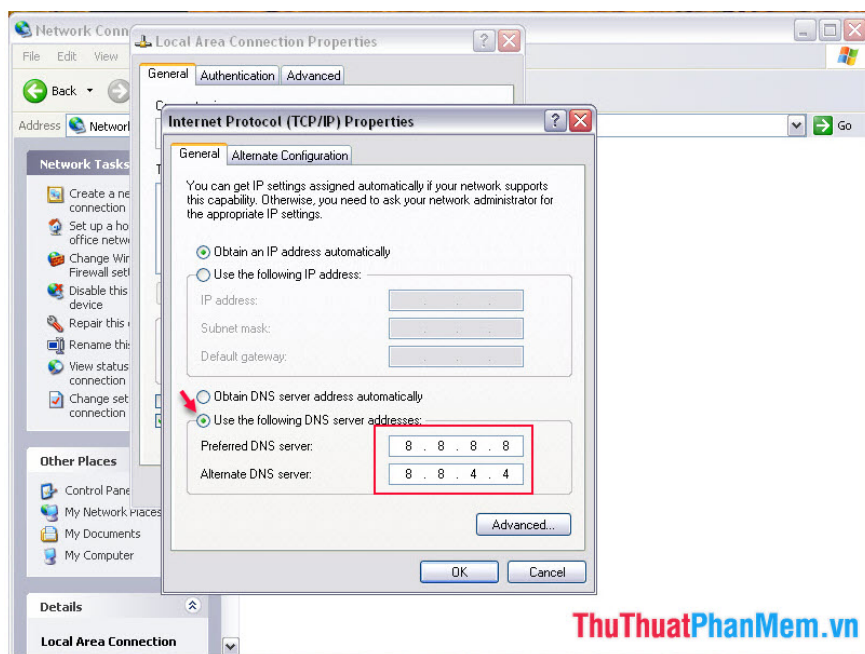 Network Conn
Local Area Connection Properties
File Edit View
General Authentication Advanced
Back
Address Network
Go
Internet Protocol (TCP/IP) Properties
General Alternate Configuration
You can get IP settings assigned automatically if your network supports
this capability. Otherwise, you need to ask your network administrator for
the appropriate IP settings.
Obtain an IP address automatically
Use the following IP address:
IP address:
Subnet mask:
Default gateway:
Obtain DNS server address automatically
Use the following DNS server addresses:
Preferred DNS server: 8 . 8 . 8 . 8
Alternate DNS server: 8 . 8 . 4 . 4
Advanced...
OK Cancel
Network Tasks
Create a ne
connection
Set up a ho
office netw
Change Wir
Firewall set
Disable this
device
Repair this
Rename this
View status
connection
Change set
connection
Other Places
Control Pane
My Network Places
My Documents
My Computer
Details
Local Area Connection
ThuThuatPhanMem.vn